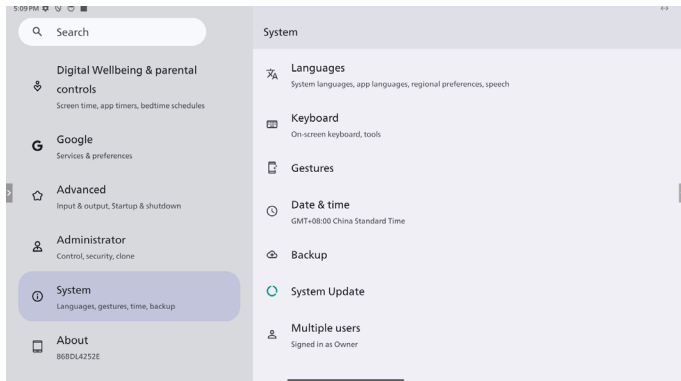 5:09 PM
Search
Digital Wellbeing & parental
controls
Screen time, app timers, bedtime schedules
Google
Services & preferences
Advanced
Input & output, Startup & shutdown
Administrator
Control, security, clone
System
Languages, gestures, time, backup
About
86BDL4252E
System
Languages
System languages, app languages, regional preferences, speech
Keyboard
On-screen keyboard, tools
Gestures
Date & time
GMT+08:00 China Standard Time
Backup
System Update
Multiple users
Signed in as Owner